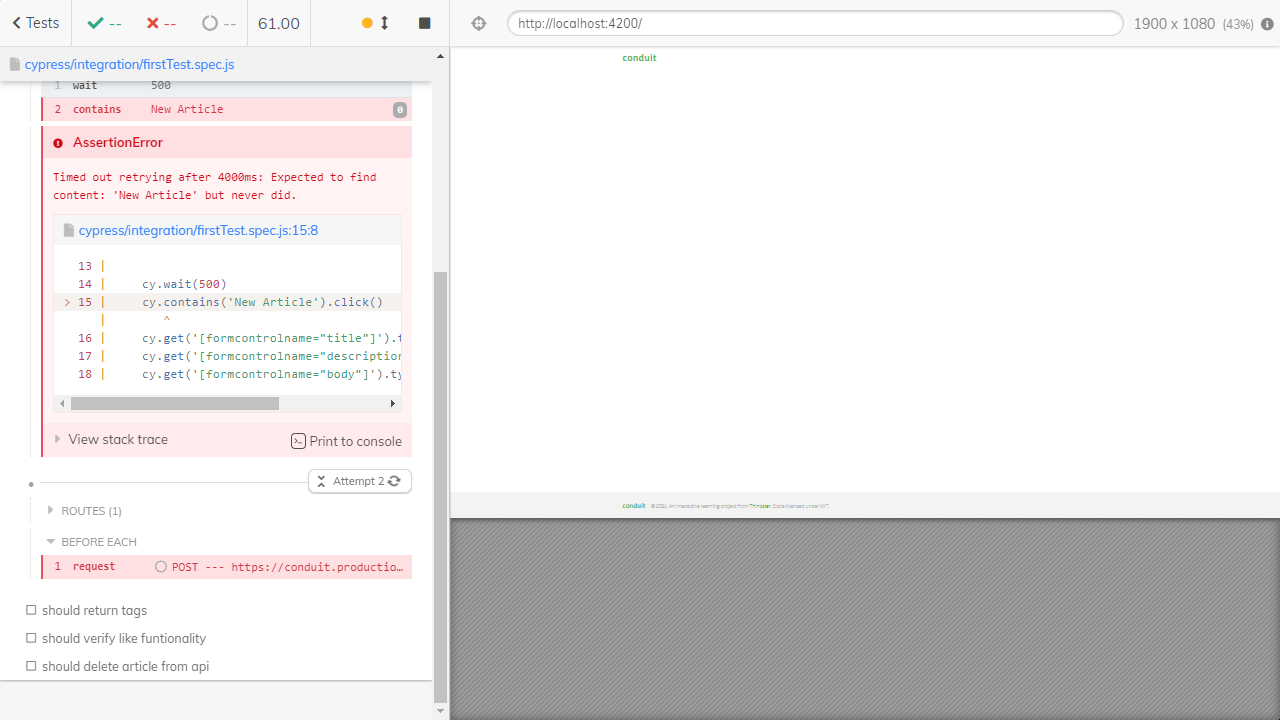 Tests
--
--
--
61.00
http://localhost:4200/
1900 x 1080 (43%)
cypress/integration/firstTest.spec.js
conduit
1 wait 500
2 contains New Article 0
AssertionError
Timed out retrying after 4000ms: Expected to find
content: 'New Article' but never did.
cypress/integration/firstTest.spec.js:15:8
13 |
14 | cy.wait(500)
> 15 | cy.contains('New Article').click()
| ^
16 | cy.get('[formcontrolname="title"]').t
17 | cy.get('[formcontrolname="description
18 | cy.get('[formcontrolname="body"]').ty
View stack trace
Print to console
Attempt 2
ROUTES (1)
conduit © 2021. An interactive learning project from Thinkster. Code licensed under MIT.
BEFORE EACH
1 request POST --- https://conduit.productio…
should return tags
should verify like funtionality
should delete article from api